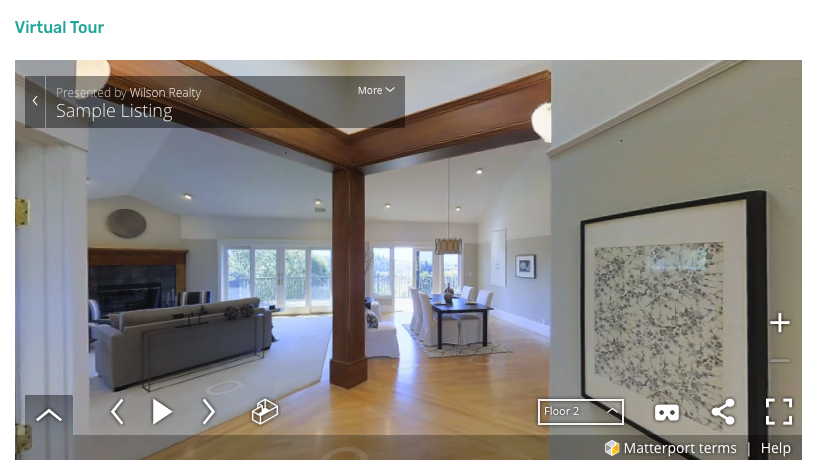 Virtual Tour
Presented by Wilson Realty
More
Sample Listing
Floor 2
Matterport terms | Help